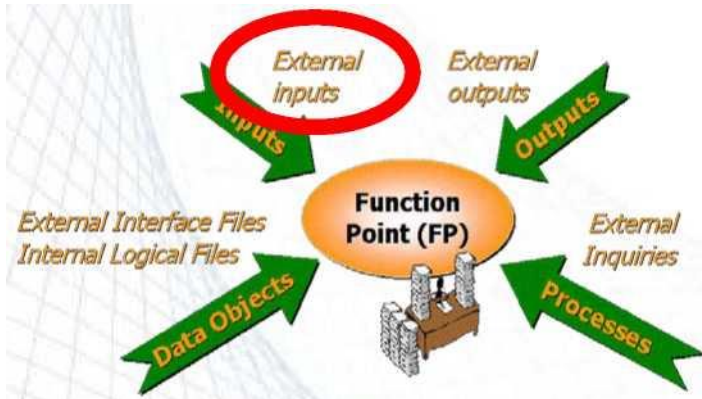 External
inputs
External
outputs
Inputs
Outputs
Function
Point (FP)
External Interface Files
Internal Logical Files
External
Inquiries
Data Objects
Processes